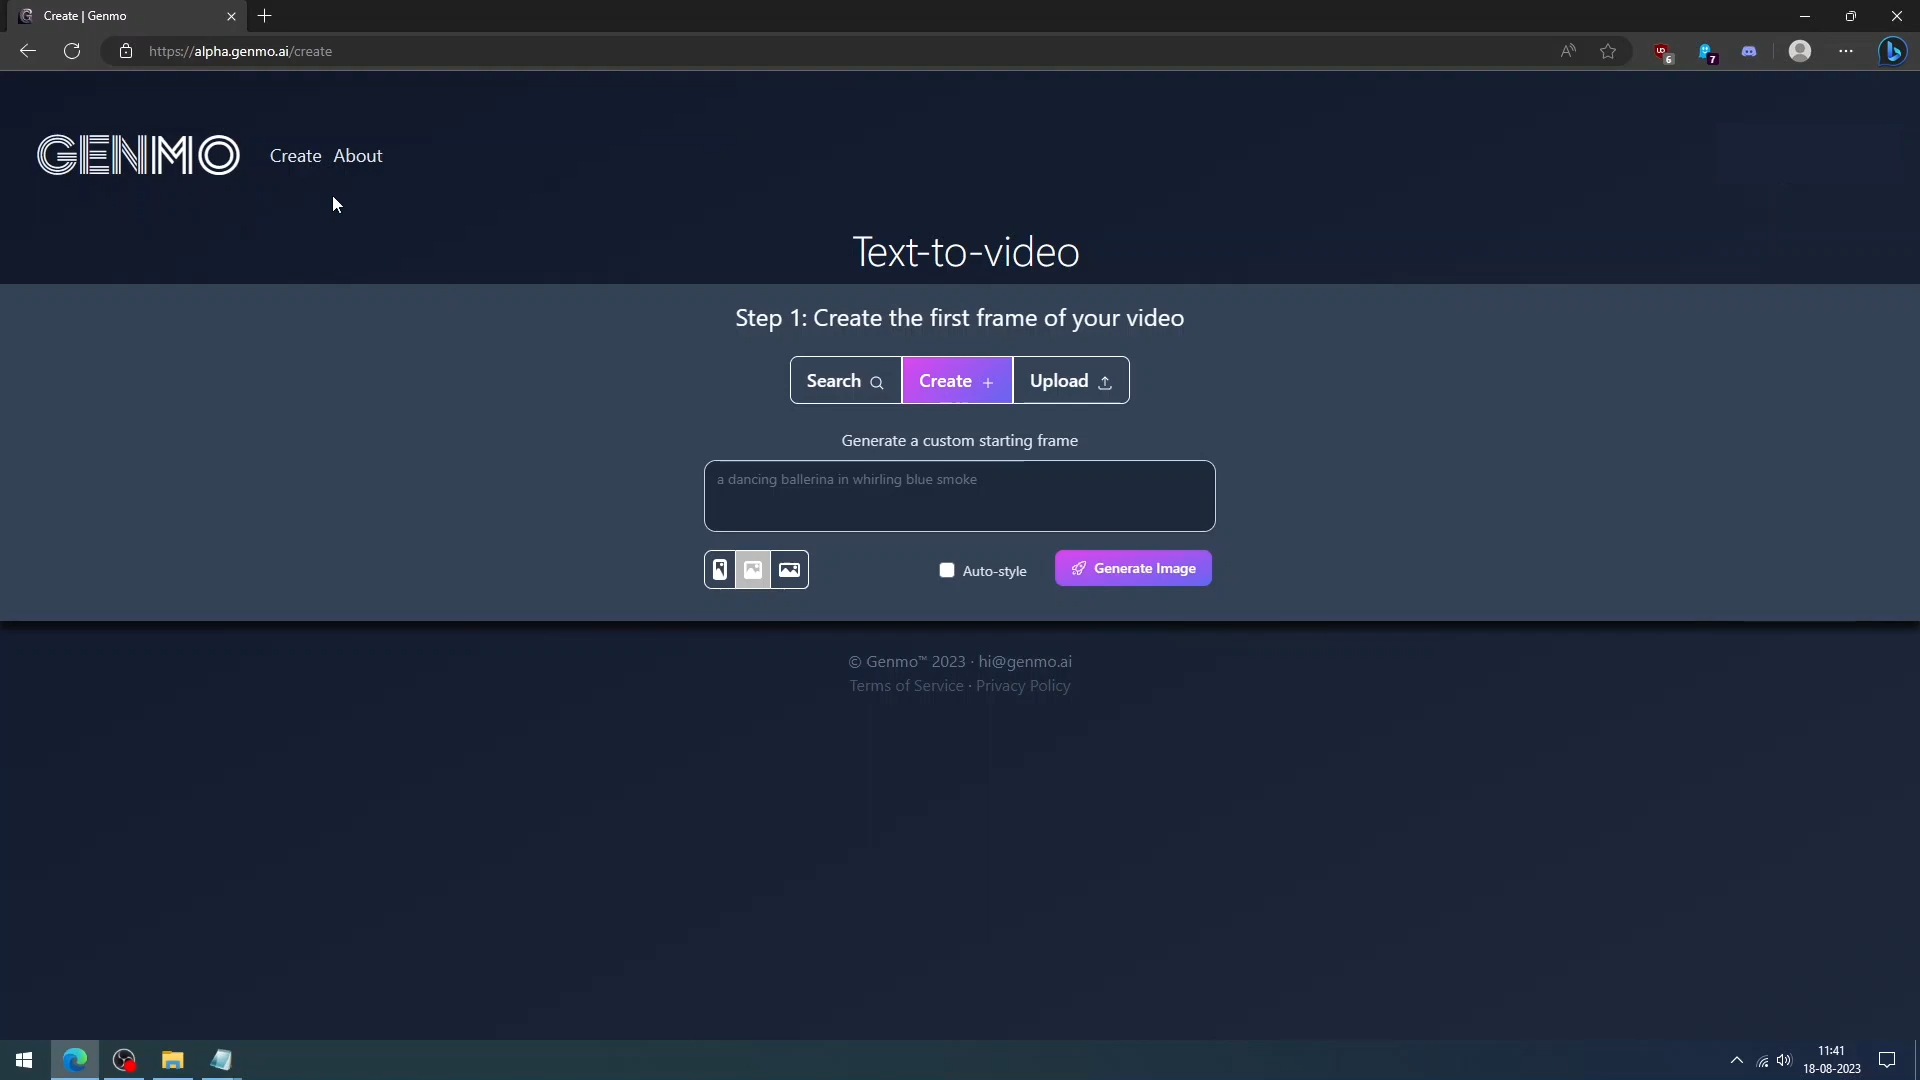 Create | Genmo
https://alpha.genmo.ai/create
6
7
GENMO
Create About
Text-to-video
Step 1: Create the first frame of your video
Search Create + Upload
Generate a custom starting frame
a dancing ballerina in whirling blue smoke
Auto-style Generate Image
© Genmo™ 2023 · hi@genmo.ai
Terms of Service · Privacy Policy
11:41
18-08-2023